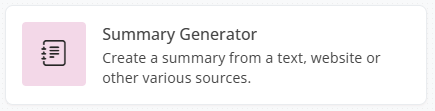 Summary Generator
Create a summary from a text, website or
other various sources.